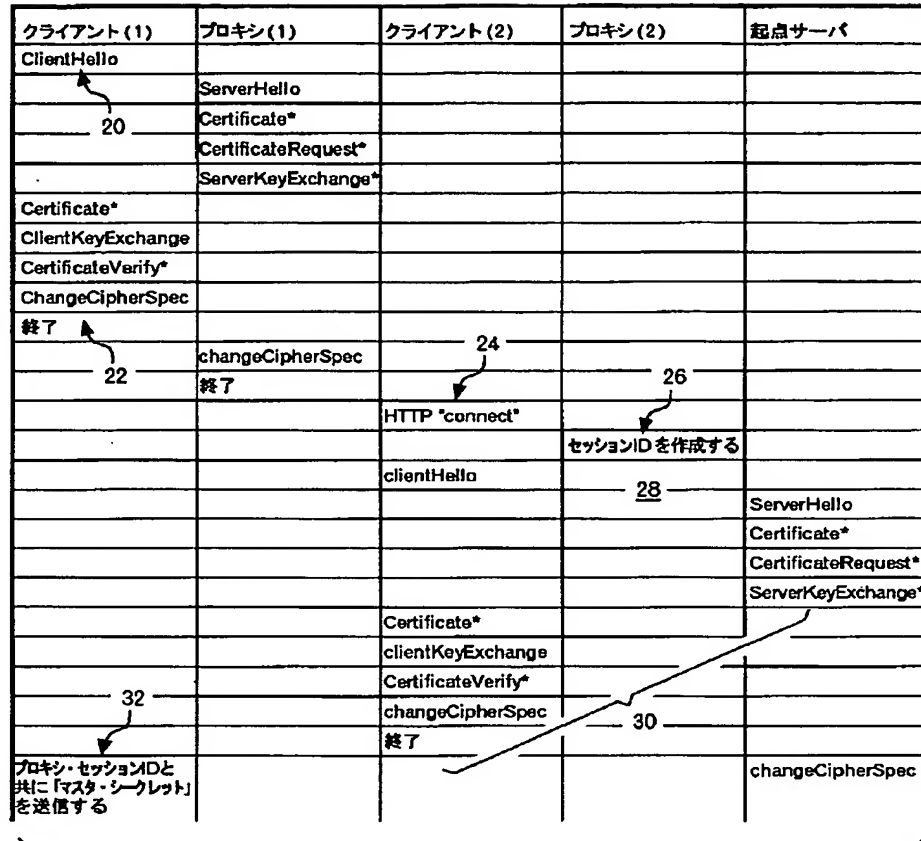 クライアント(1) プロキシ(1) クライアント(2) プロキシ(2) 起点サーバ
ClientHello
ServerHello
20
Certificate*
CertificateRequest*
ServerKeyExchange*
Certificate*
ClientKeyExchange
CertificateVerify*
ChangeCipherSpec
終了
22
changeCipherSpec
24
終了
26
HTTP "connect"
セッションIDを作成する
clientHello
28
ServerHello
Certificate*
CertificateRequest*
ServerKeyExchange*
Certificate*
clientKeyExchange
CertificateVerify*
32
changeCipherSpec
30
終了
プロキシ・セッションIDと
共に「マスタ・シークレット」
を送信する
changeCipherSpec